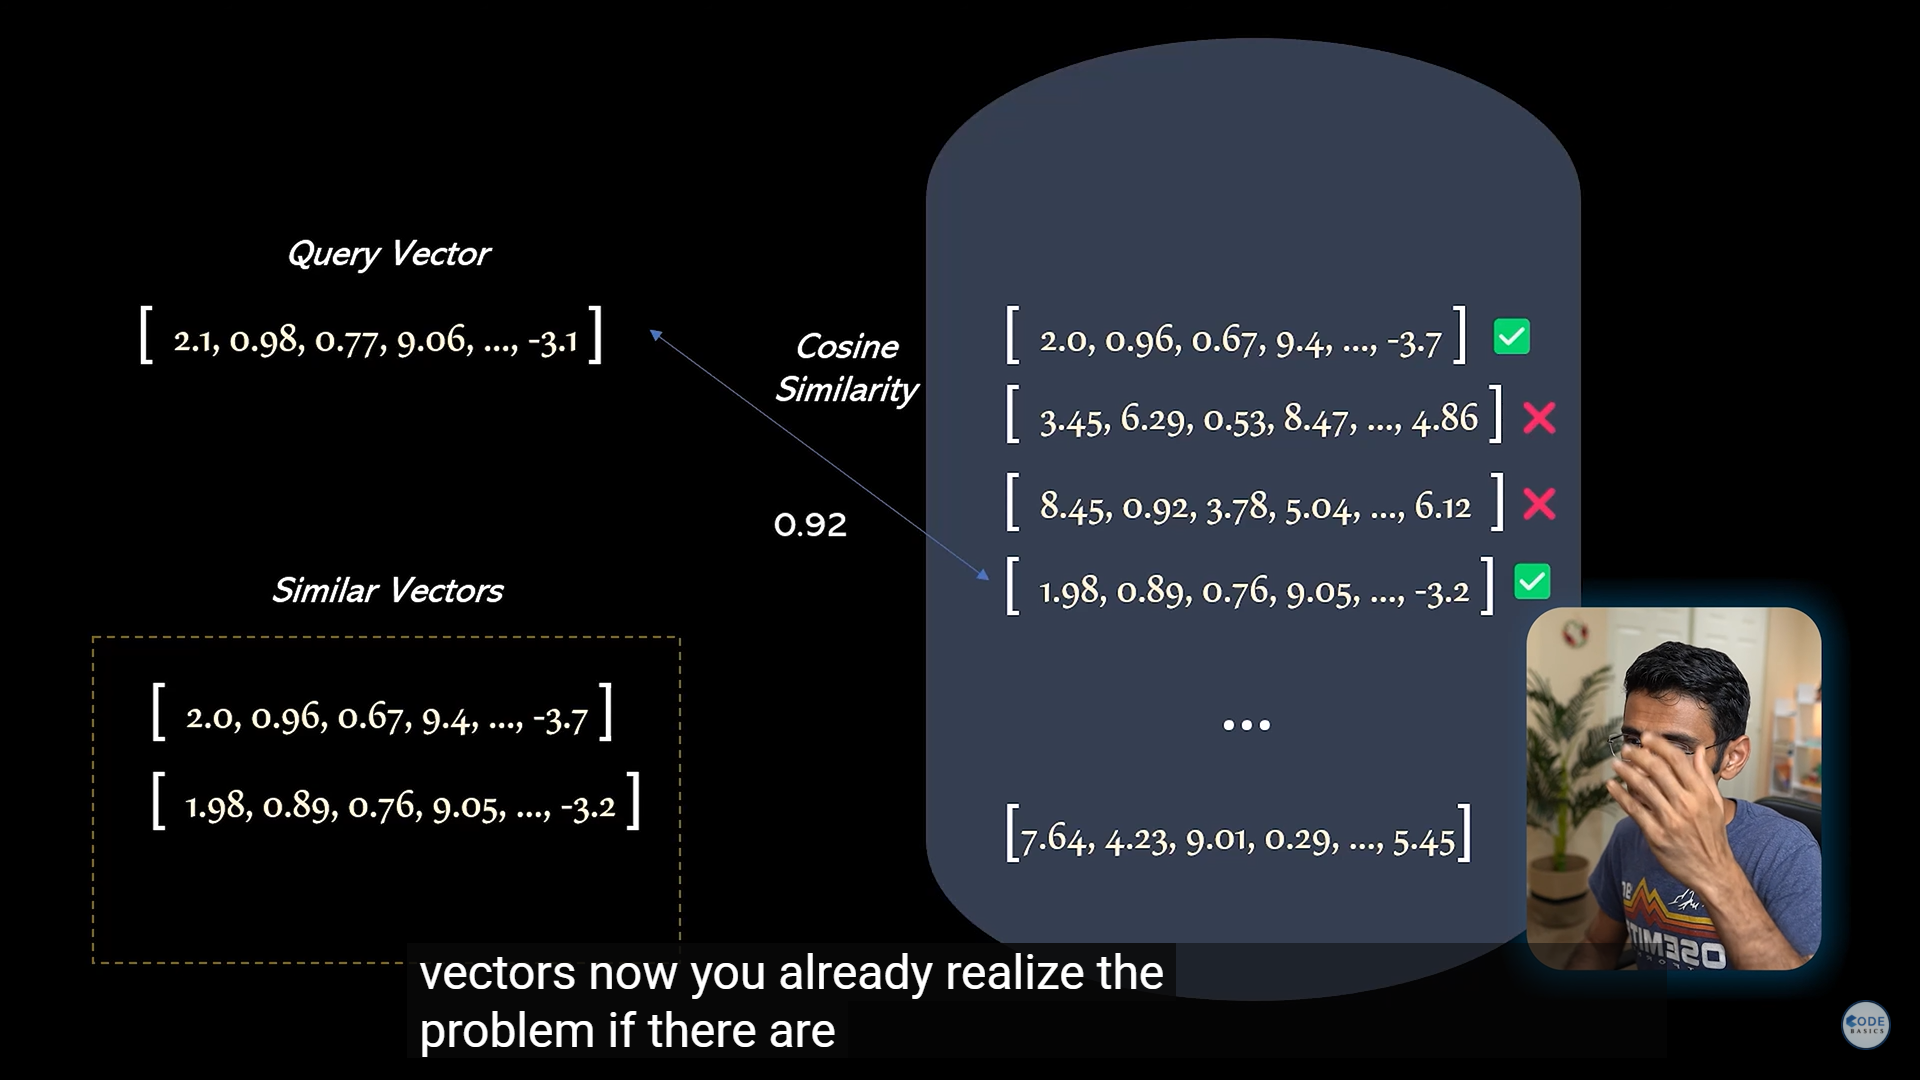 Query Vector
[ 2.1, 0.98, 0.77, 9.06, ..., -3.1 ]
Cosine
Similarity
0.92
[ 2.0, 0.96, 0.67, 9.4, ..., -3.7 ]
[ 3.45, 6.29, 0.53, 8.47, ..., 4.86 ]
[ 8.45, 0.92, 3.78, 5.04, ..., 6.12 ]
[ 1.98, 0.89, 0.76, 9.05, ..., -3.2 ]
...
[7.64, 4.23, 9.01, 0.29, ..., 5.45]
Similar Vectors
[ 2.0, 0.96, 0.67, 9.4, ..., -3.7 ]
[ 1.98, 0.89, 0.76, 9.05, ..., -3.2 ]
vectors now you already realize the
problem if there are
CODE
BASICS